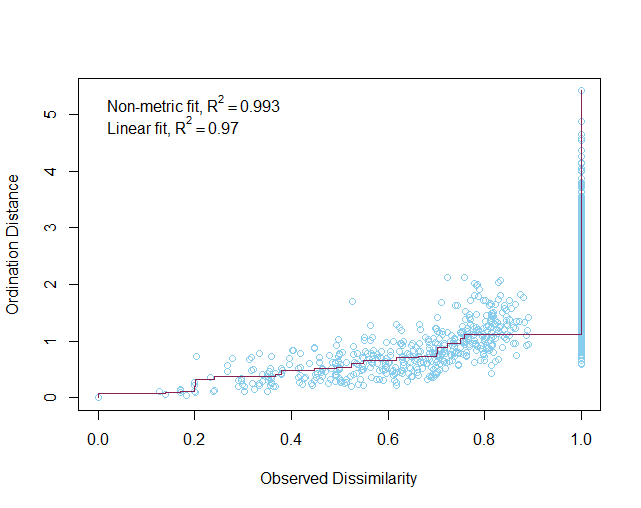 Non-metric fit, R² = 0.993
Linear fit, R² = 0.97
5
4
3
2
1
0
Ordination Distance
0.0 0.2 0.4 0.6 0.8 1.0
Observed Dissimilarity